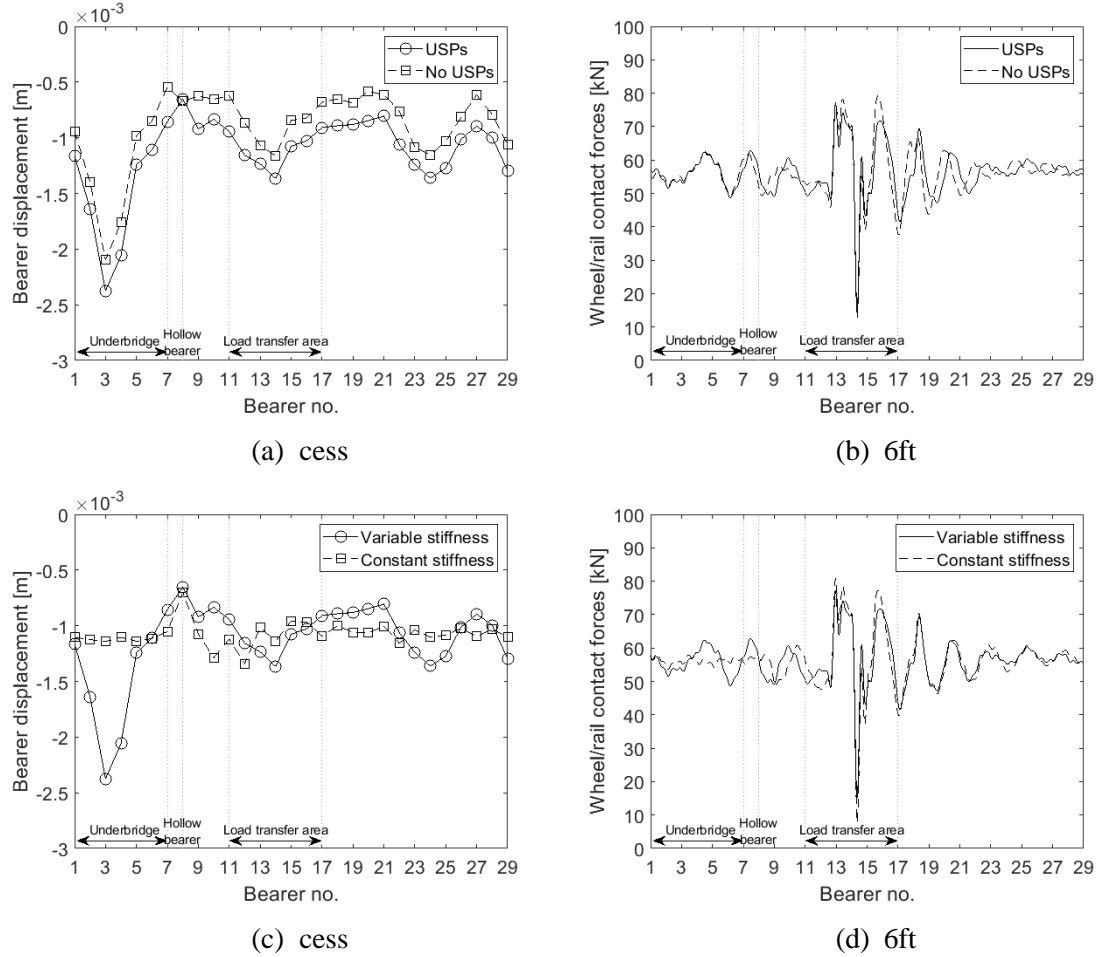 ×10⁻³
0
-0.5
-1
-1.5
-2
-2.5
-3
Bearer displacement [m]
USPs
No USPs
Underbridge
Hollow
bearer
Load transfer area
1 3 5 7 9 11 13 15 17 19 21 23 25 27 29
Bearer no.
(a) cess
100
90
80
70
60
50
40
30
20
10
0
Wheel/rail contact forces [kN]
USPs
No USPs
Underbridge
Hollow
bearer
Load transfer area
1 3 5 7 9 11 13 15 17 19 21 23 25 27 29
Bearer no.
(b) 6ft
×10⁻³
0
-0.5
-1
-1.5
-2
-2.5
-3
Bearer displacement [m]
Variable stiffness
Constant stiffness
Underbridge
Hollow
bearer
Load transfer area
1 3 5 7 9 11 13 15 17 19 21 23 25 27 29
Bearer no.
(c) cess
100
90
80
70
60
50
40
30
20
10
0
Wheel/rail contact forces [kN]
Variable stiffness
Constant stiffness
Underbridge
Hollow
bearer
Load transfer area
1 3 5 7 9 11 13 15 17 19 21 23 25 27 29
Bearer no.
(d) 6ft